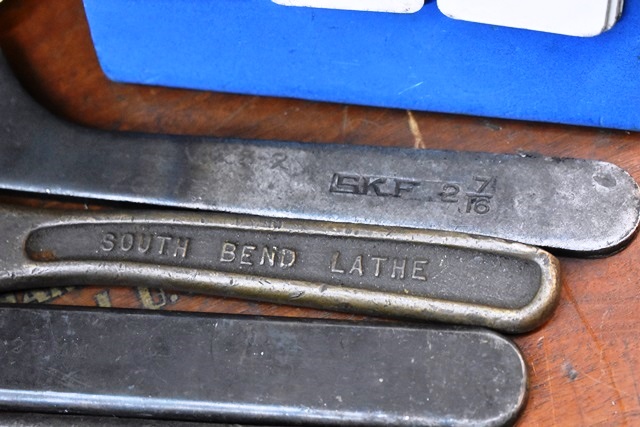 SKF 2 7/16
SOUTH BEND LATHE